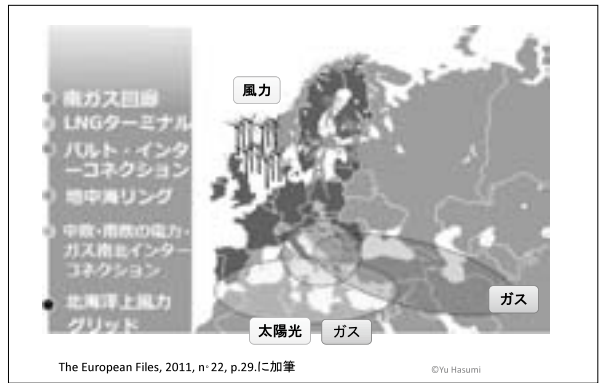 南ガス回廊
LNGターミナル
バルト・インタ
ーコネクション
地中海リング
中欧・南欧の電力・
ガス南北インター
コネクション
北海洋上風力
グリッド
風力
ガス
太陽光
ガス
The European Files, 2011, n◦22, p.29.に加筆
©Yu Hasumi